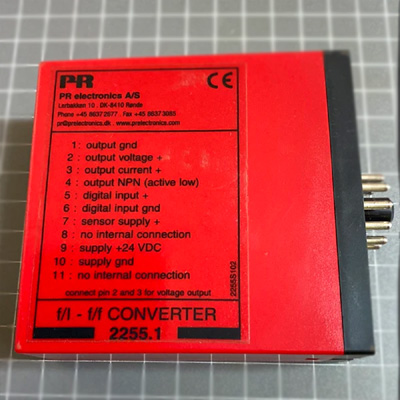 PR
CE
PR electronics A/S
Lerbakken 10 . DK-8410 Rønde
Phone +45 86372677 . Fax +45 86373085
pr@prelectronics.dk . www.prelectronics.com
1 : output gnd
2 : output voltage +
3 : output current +
4 : output NPN (active low)
5 : digital input +
6 : digital input gnd
7 : sensor supply +
8 : no internal connection
9 : supply +24 VDC
10 : supply gnd
11 : no internal connection
connect pin 2 and 3 for voltage output
2255S102
f/I - f/f CONVERTER
2255.1